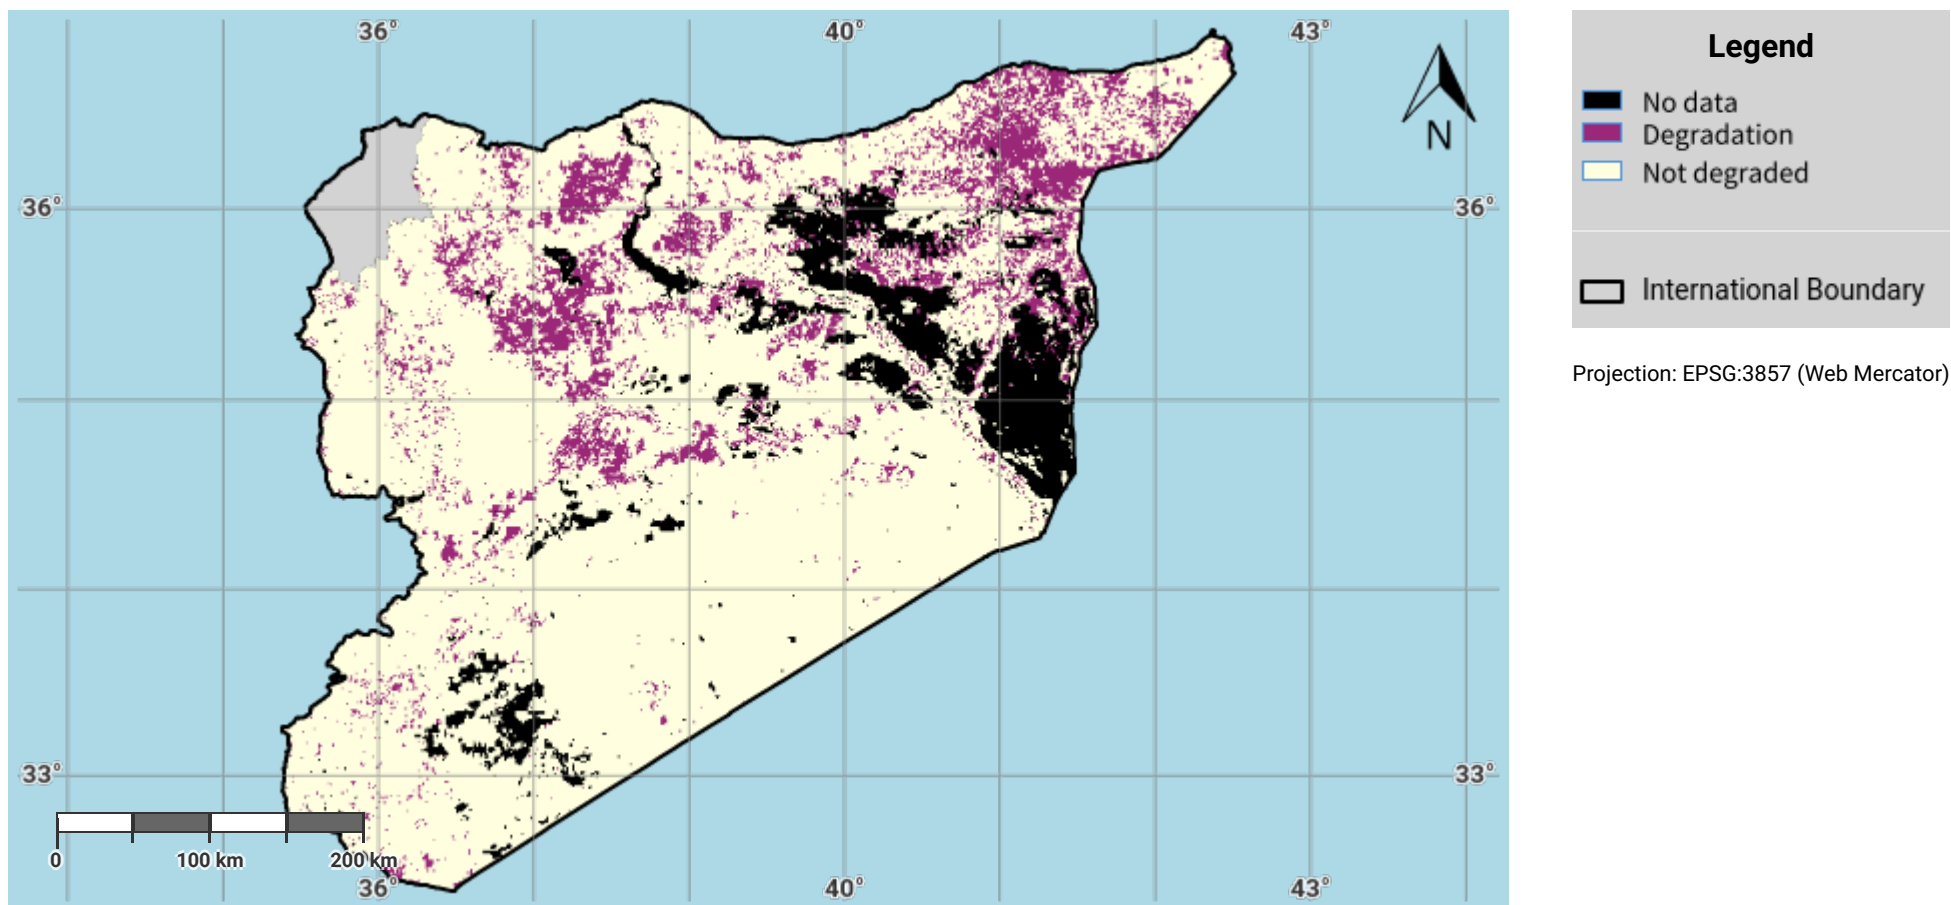 36° 40° 43°
Legend
No data
Degradation
Not degraded
N
36° 36°
International Boundary
Projection: EPSG:3857 (Web Mercator)
33° 33°
0 100 km 200 km
36° 40° 43°